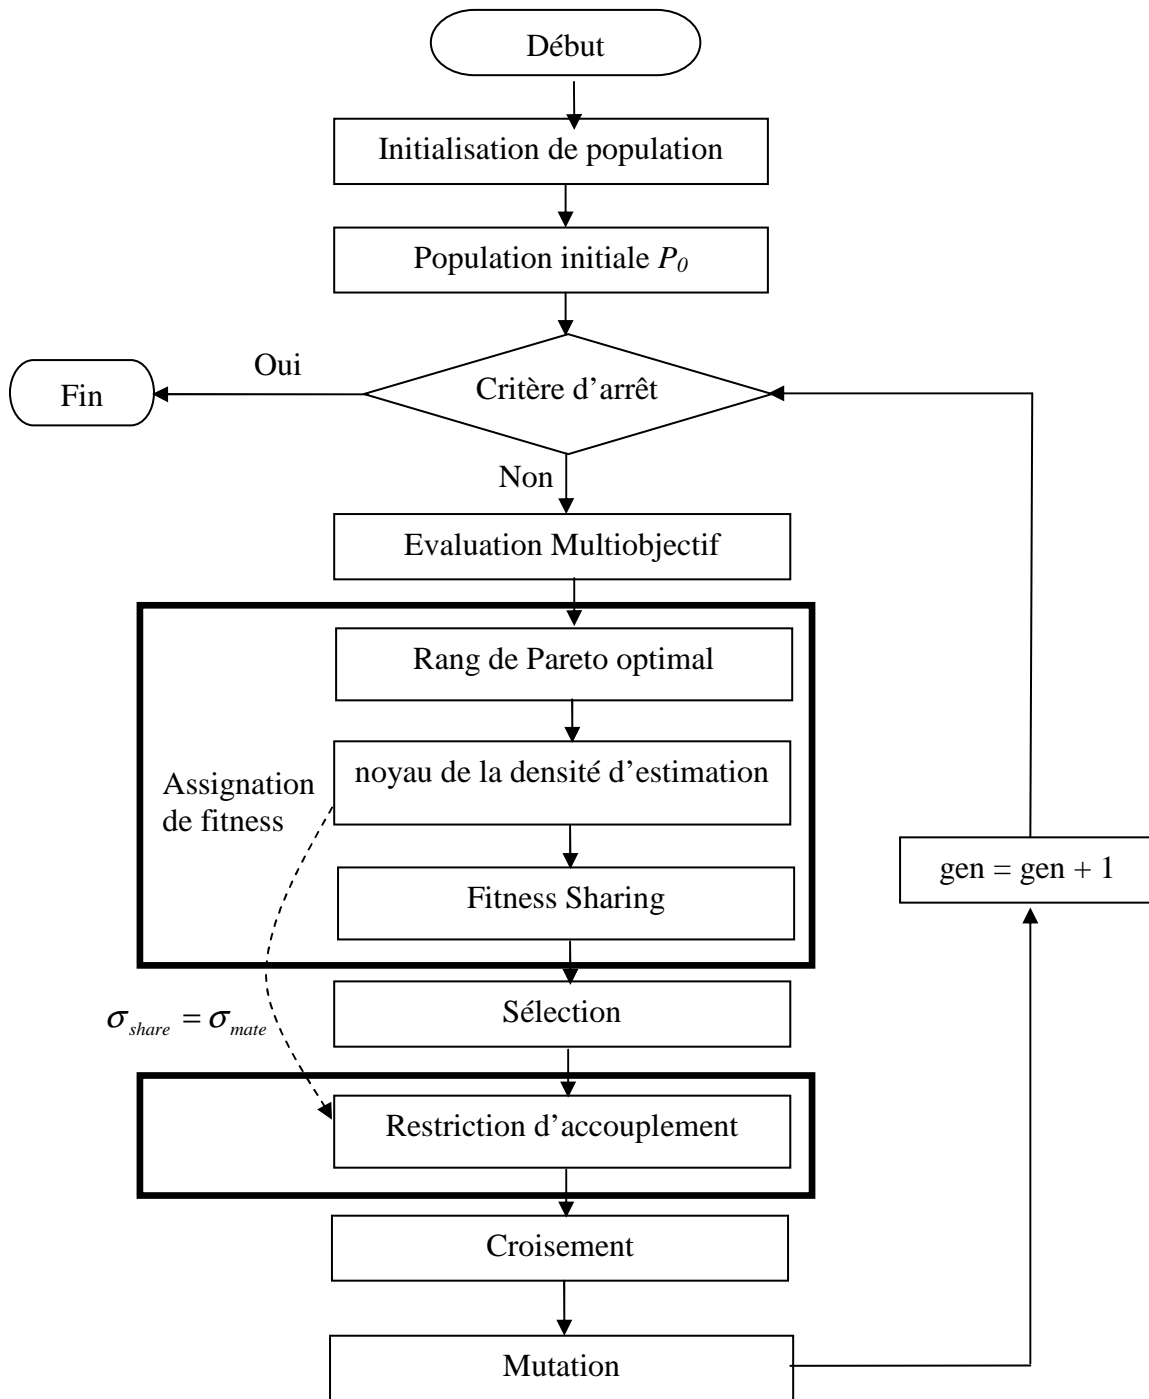 Début
Initialisation de population
Population initiale P0
Critère d’arrêt
Oui
Fin
Non
Evaluation Multiobjectif
Rang de Pareto optimal
noyau de la densité d’estimation
Assignation
de fitness
Fitness Sharing
gen = gen + 1
Sélection
σshare = σmate
Restriction d’accouplement
Croisement
Mutation